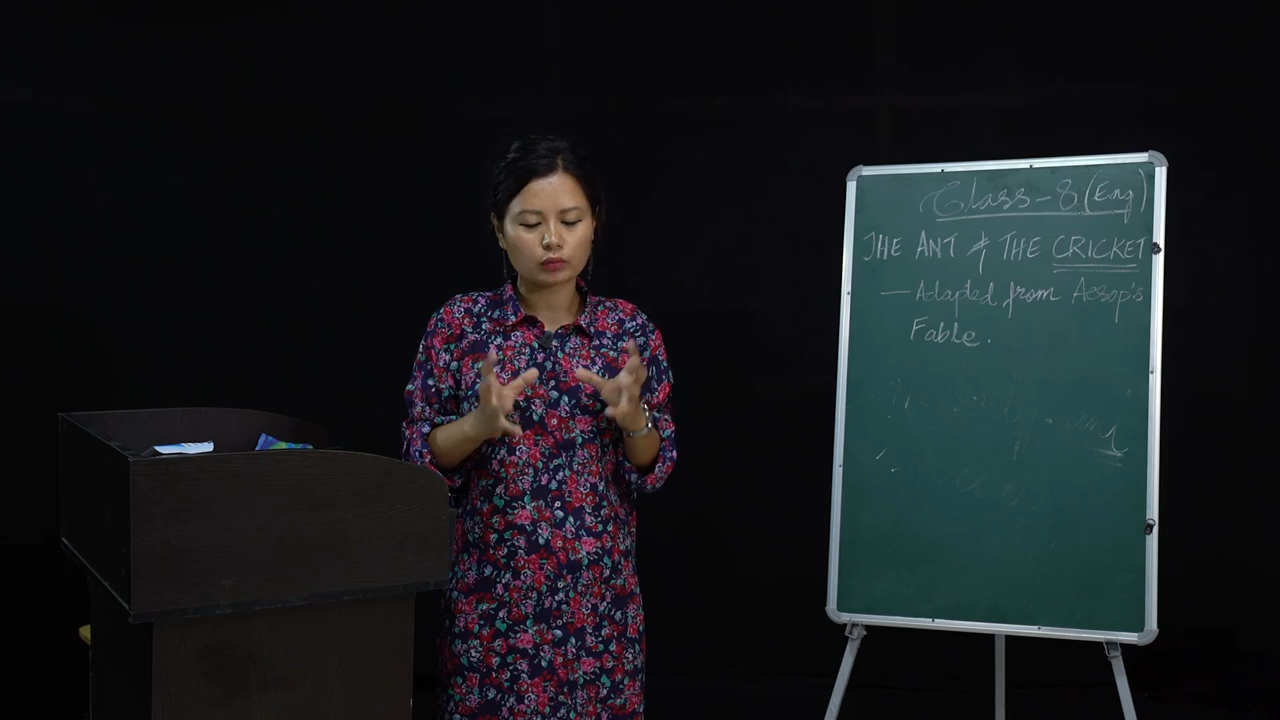 Class-8 (Eng)
THE ANT & THE CRICKET
— Adapted from Aesop's
Fable.